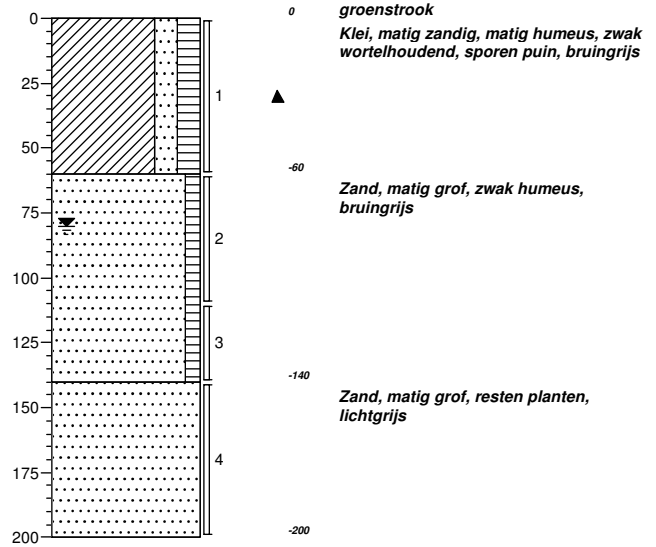 0
groenstrook
0
Klei, matig zandig, matig humeus, zwak
wortelhoudend, sporen puin, bruingrijs
25
1
50
-60
Zand, matig grof, zwak humeus,
bruingrijs
75
2
100
125
3
-140
Zand, matig grof, resten planten,
lichtgrijs
150
4
175
-200
200